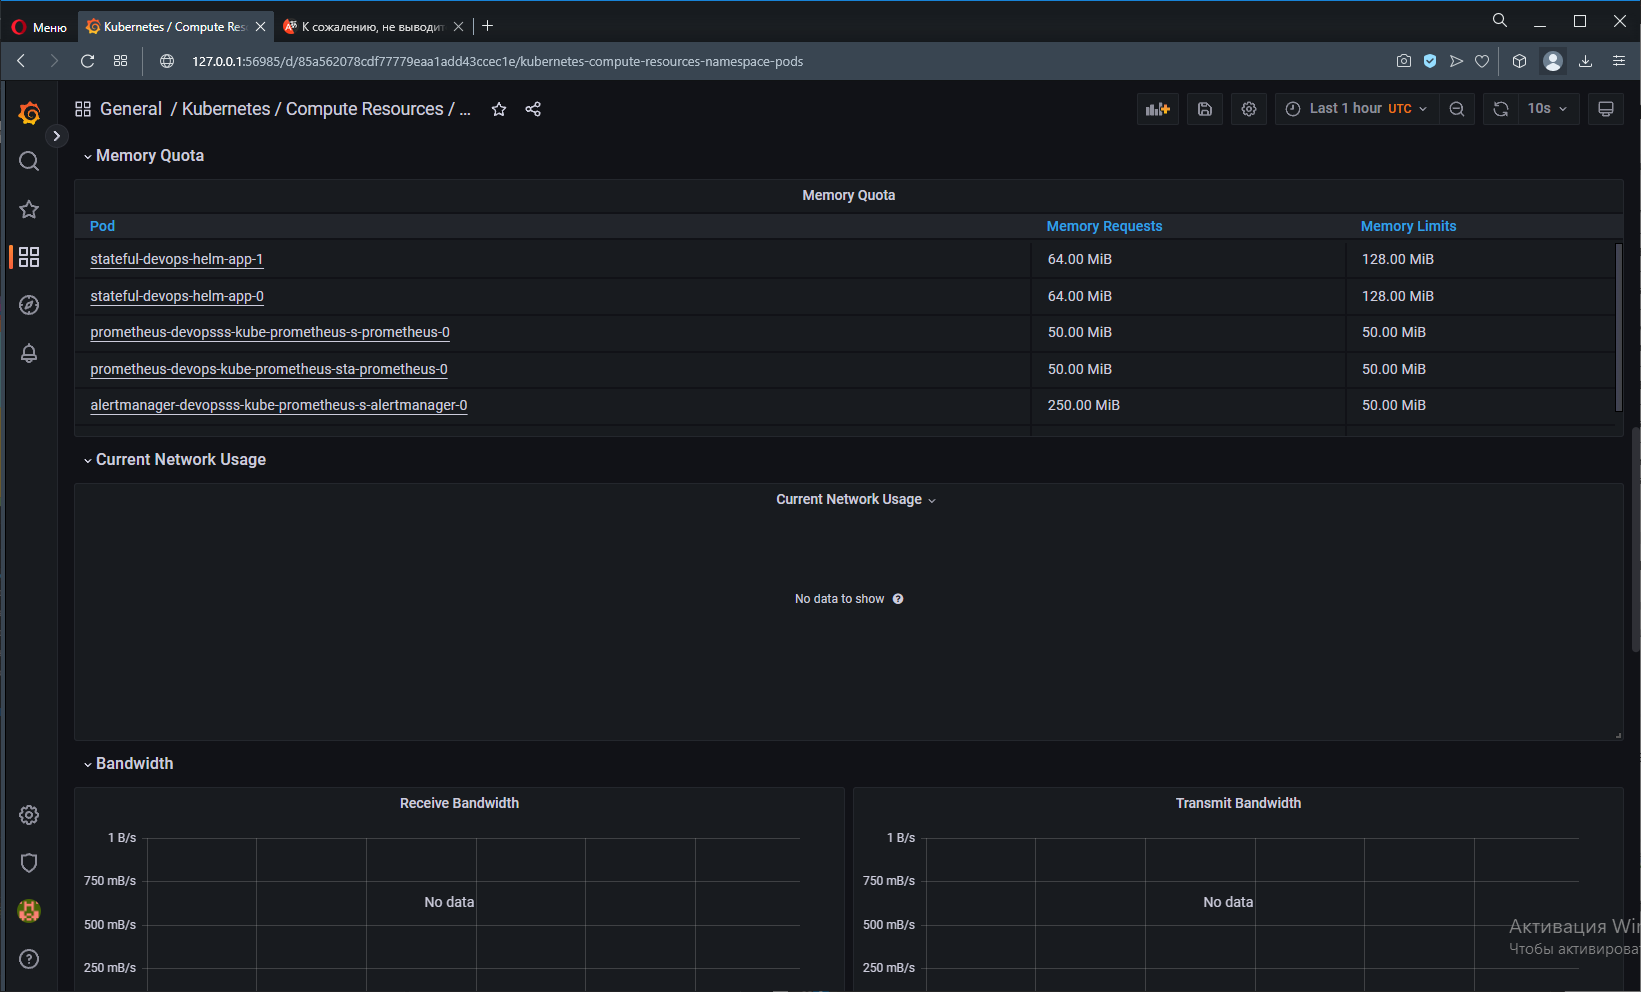 Меню
Kubernetes / Compute Res
К сожалению, не выводит
127.0.0.1:56985/d/85a562078cdf77779eaa1add43ccec1e/kubernetes-compute-resources-namespace-pods
General / Kubernetes / Compute Resources / ...
Last 1 hour UTC
10s
Memory Quota
Memory Quota
Pod Memory Requests Memory Limits
stateful-devops-helm-app-1 64.00 MiB 128.00 MiB
stateful-devops-helm-app-0 64.00 MiB 128.00 MiB
prometheus-devopsss-kube-prometheus-s-prometheus-0 50.00 MiB 50.00 MiB
prometheus-devops-kube-prometheus-sta-prometheus-0 50.00 MiB 50.00 MiB
alertmanager-devopsss-kube-prometheus-s-alertmanager-0 250.00 MiB 50.00 MiB
Current Network Usage
Current Network Usage
No data to show
Bandwidth
Receive Bandwidth
1 B/s
750 mB/s
No data
500 mB/s
250 mB/s
Transmit Bandwidth
1 B/s
750 mB/s
No data
500 mB/s
250 mB/s
Активация Win
Чтобы активироват